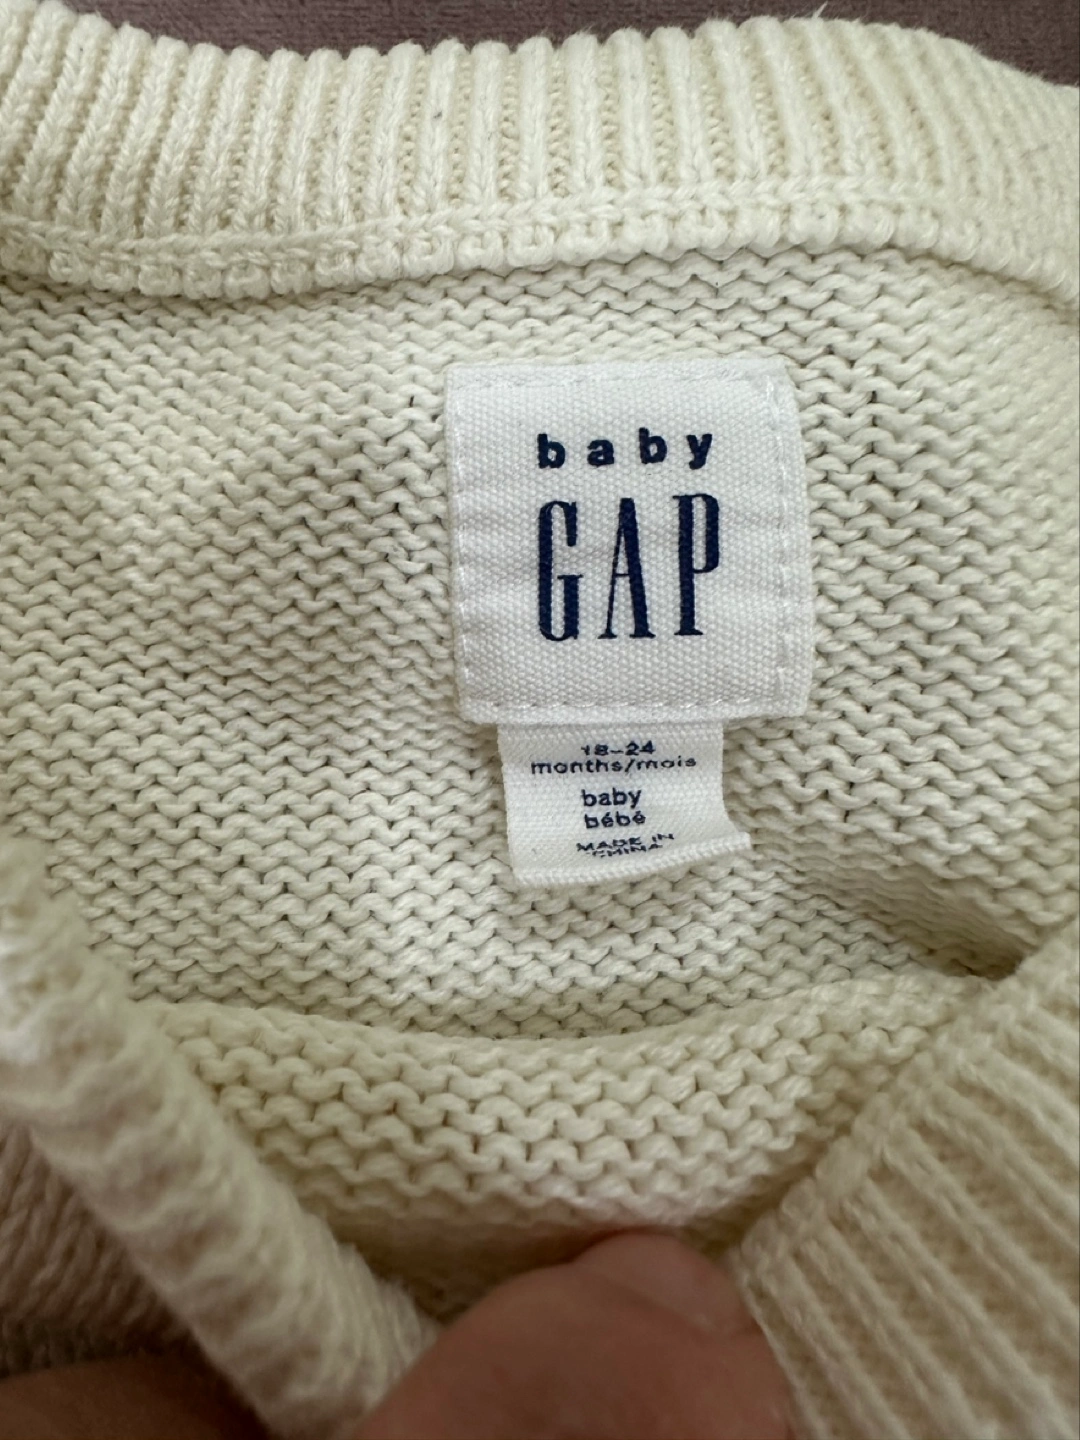 baby
GAP
18-24
months/mois
baby
bébé
MADE IN
CHINA